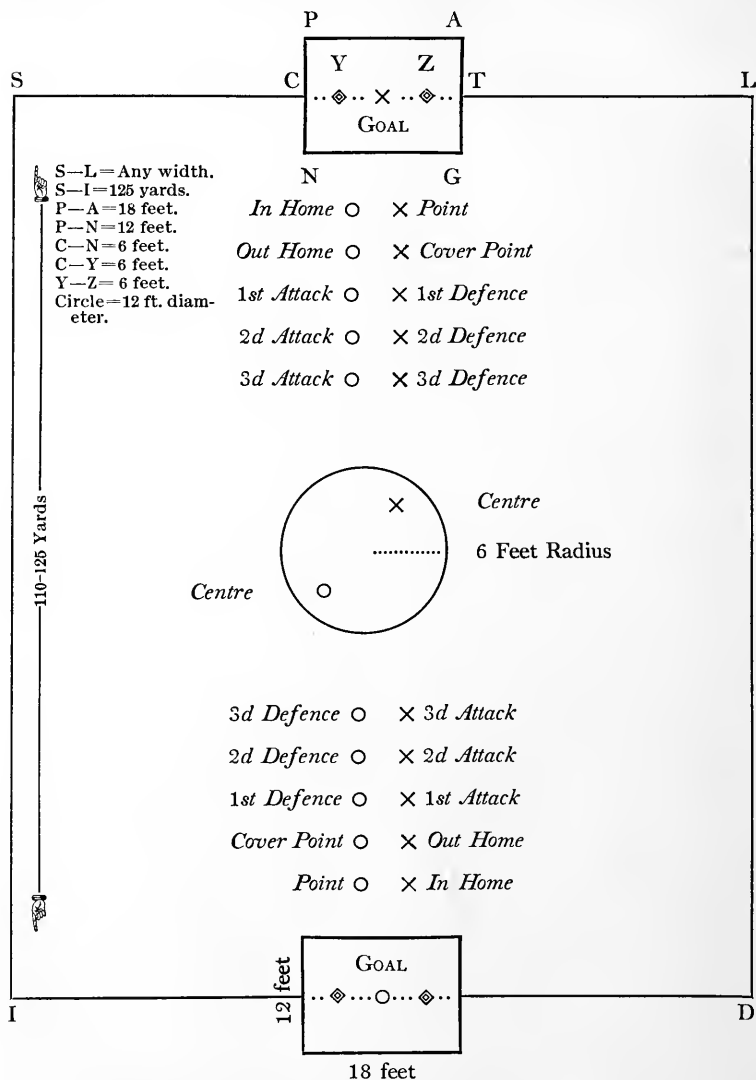 P A
S C Y Z T L
GOAL
N G
S—L=Any width.
S—I=125 yards.
P—A=18 feet.
P—N=12 feet.
C—N=6 feet.
C—Y=6 feet.
Y—Z=6 feet.
Circle=12 ft. diam-
eter.
In Home Point
Out Home Cover Point
1st Attack 1st Defence
2d Attack 2d Defence
3d Attack 3d Defence
110-125 Yards
Centre
6 Feet Radius
Centre
3d Defence 3d Attack
2d Defence 2d Attack
1st Defence 1st Attack
Cover Point Out Home
Point In Home
GOAL
12 feet
I D
18 feet